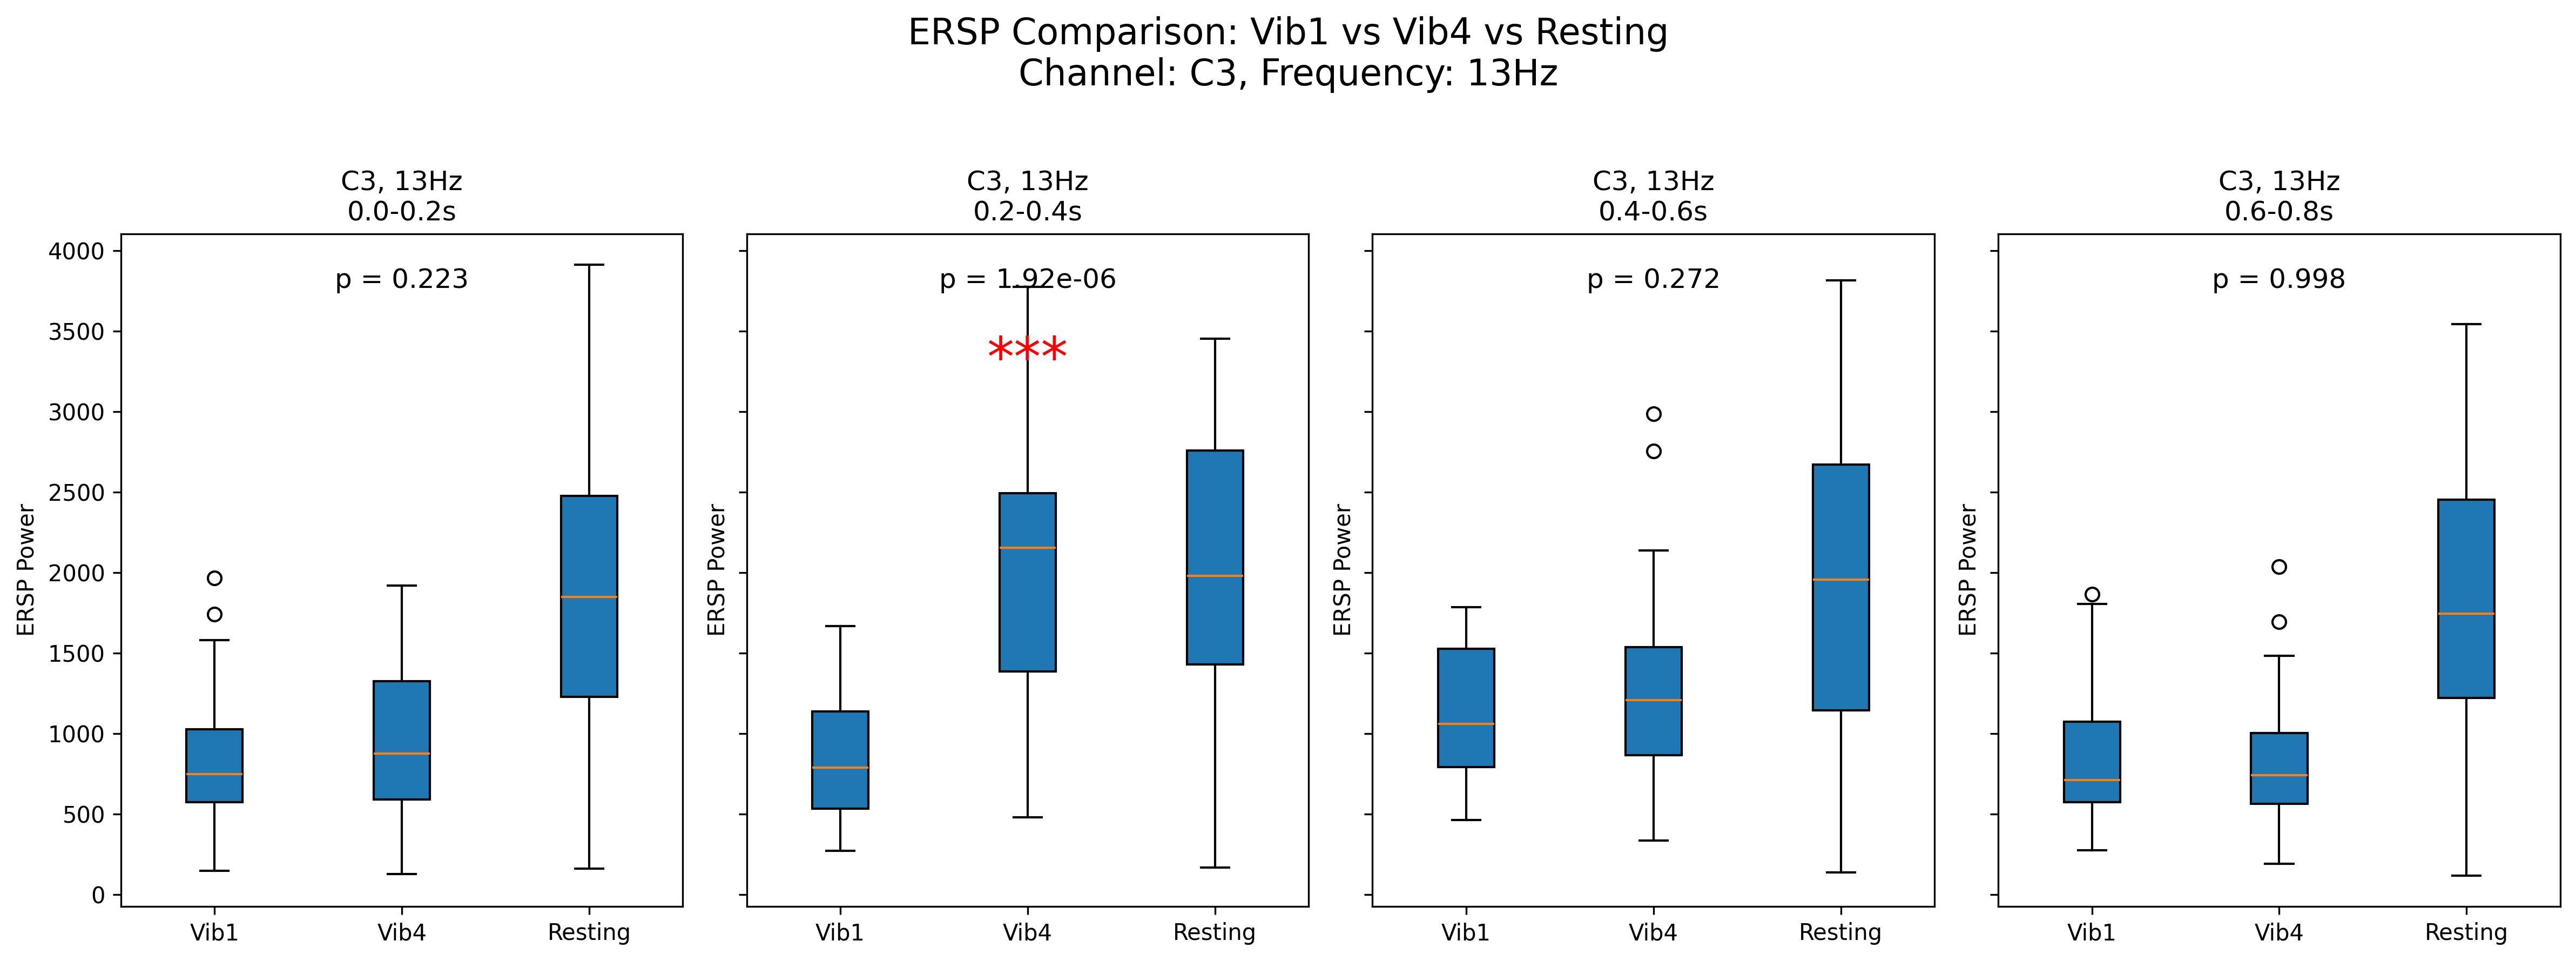 ERSP Comparison: Vib1 vs Vib4 vs Resting
Channel: C3, Frequency: 13Hz
C3, 13Hz
0.0-0.2s
p = 0.223
ERSP Power
4000
3500
3000
2500
2000
1500
1000
500
0
Vib1
Vib4
Resting
C3, 13Hz
0.2-0.4s
p = 1.92e-06
***
ERSP Power
Vib1
Vib4
Resting
C3, 13Hz
0.4-0.6s
p = 0.272
ERSP Power
Vib1
Vib4
Resting
C3, 13Hz
0.6-0.8s
p = 0.998
ERSP Power
Vib1
Vib4
Resting